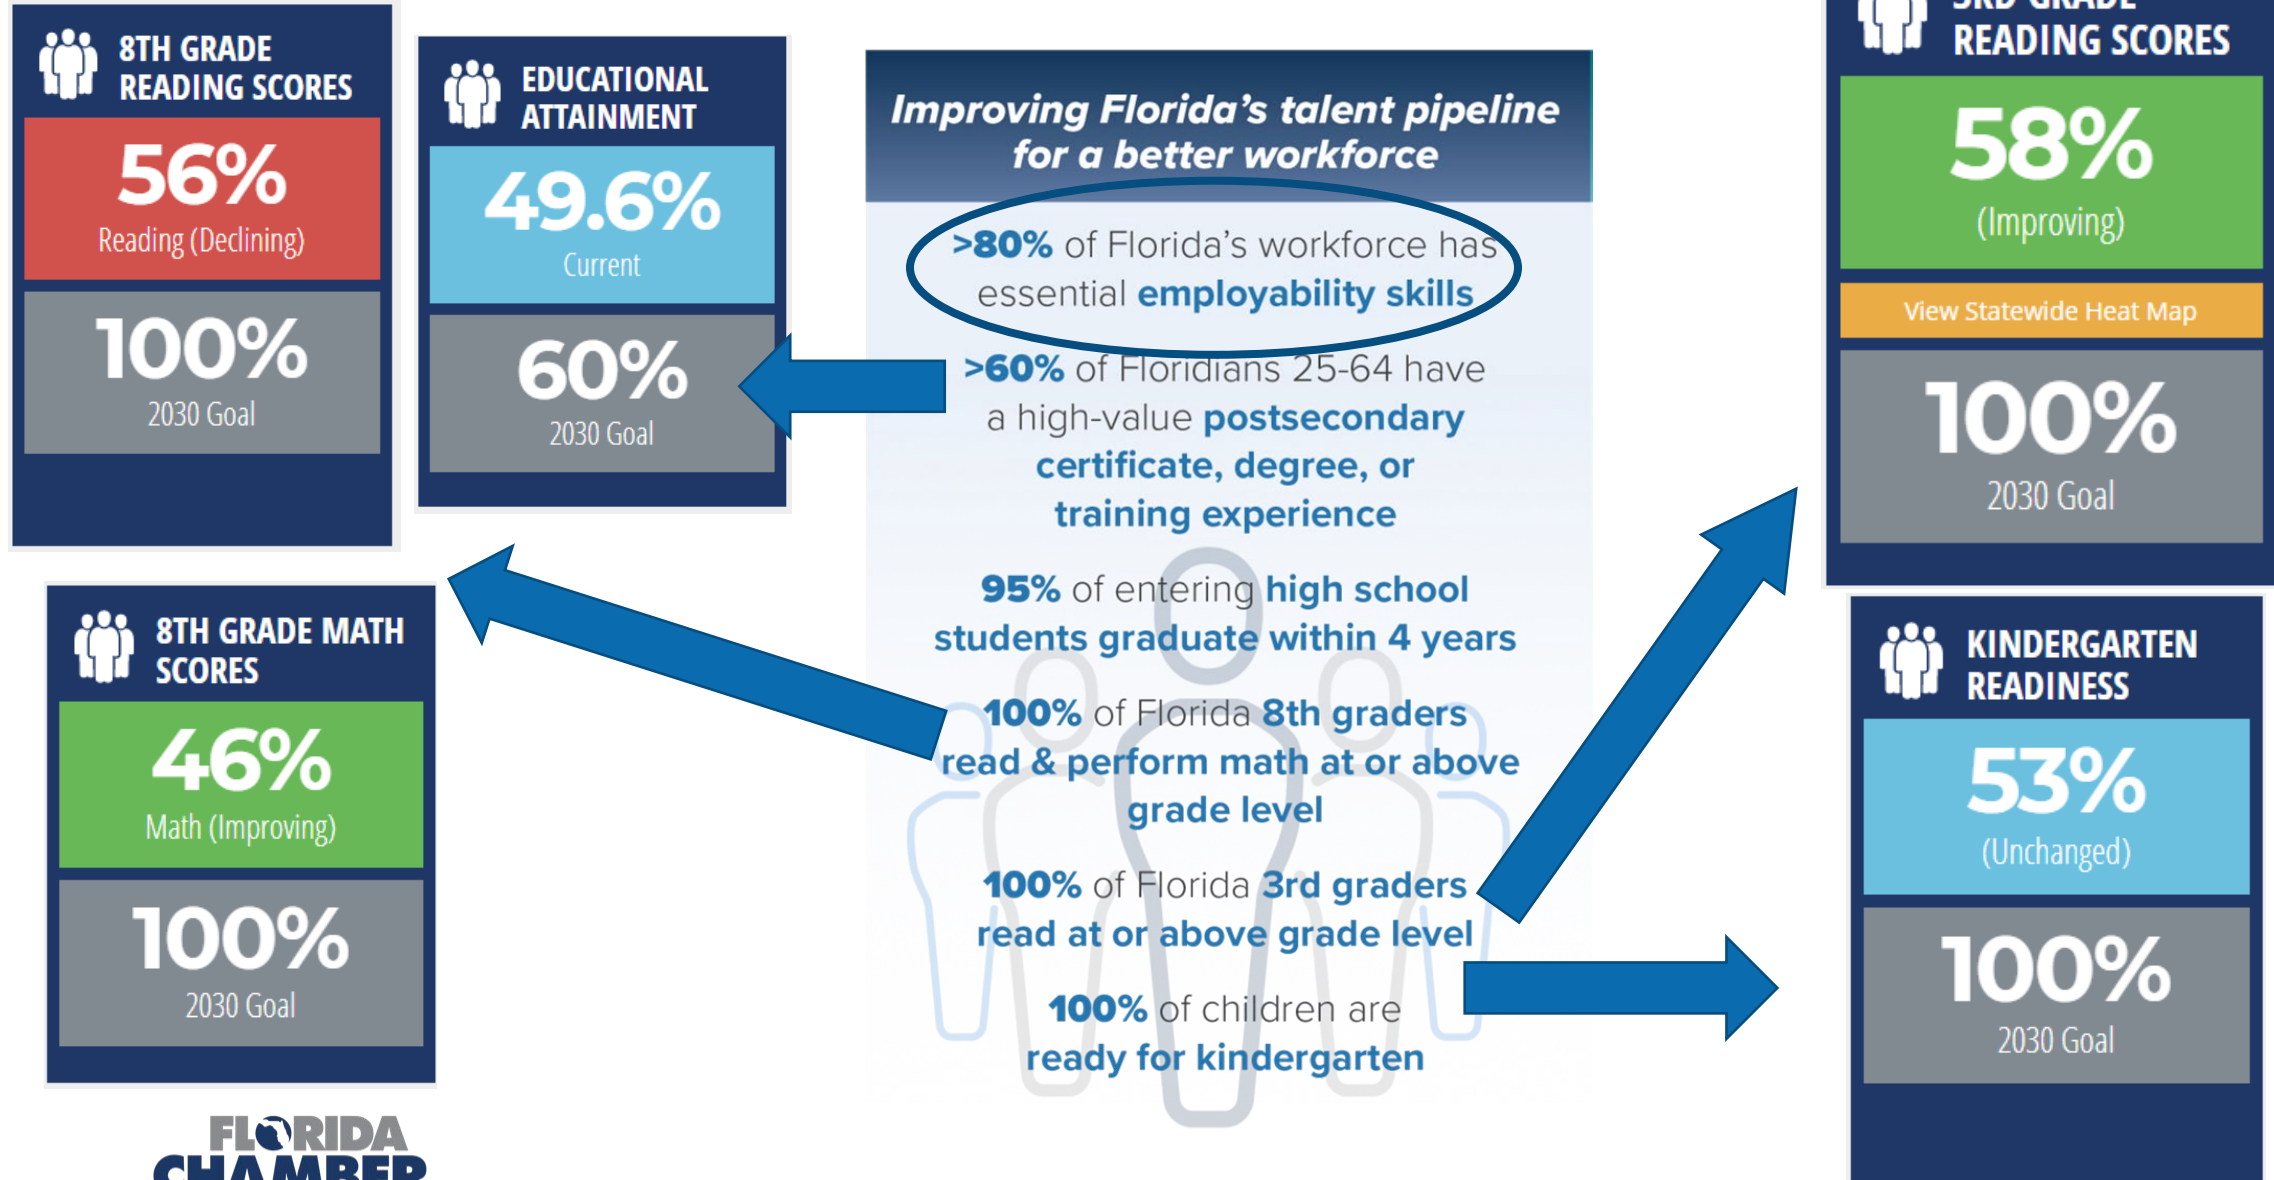 8TH GRADE
READING SCORES
56%
Reading (Declining)
100%
2030 Goal
EDUCATIONAL
ATTAINMENT
49.6%
Current
60%
2030 Goal
8TH GRADE MATH
SCORES
46%
Math (Improving)
100%
2030 Goal
FLORIDA
CHAMBER
Improving Florida's talent pipeline
for a better workforce
>80% of Florida's workforce has
essential employability skills
>60% of Floridians 25-64 have
a high-value postsecondary
certificate, degree, or
training experience
95% of entering high school
students graduate within 4 years
100% of Florida 8th graders
read & perform math at or above
grade level
100% of Florida 3rd graders
read at or above grade level
100% of children are
ready for kindergarten
3RD GRADE
READING SCORES
58%
(Improving)
View Statewide Heat Map
100%
2030 Goal
KINDERGARTEN
READINESS
53%
(Unchanged)
100%
2030 Goal